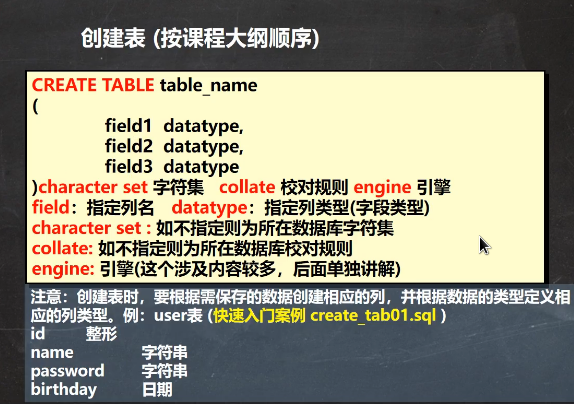 创建表 (按课程大纲顺序)
CREATE TABLE table_name
(
field1 datatype,
field2 datatype,
field3 datatype
)character set 字符集 collate 校对规则 engine 引擎
field：指定列名 datatype：指定列类型(字段类型)
character set : 如不指定则为所在数据库字符集
collate: 如不指定则为所在数据库校对规则
engine: 引擎(这个涉及内容较多，后面单独讲解)
注意：创建表时，要根据需保存的数据创建相应的列，并根据数据的类型定义相
应的列类型。例：user表 (快速入门案例 create_tab01.sql )
id 整形
name 字符串
password 字符串
birthday 日期